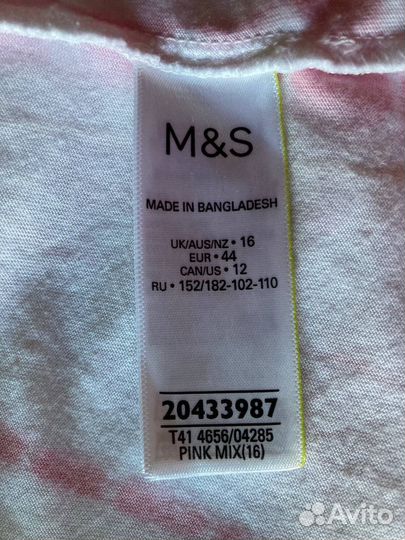 M&S
MADE IN BANGLADESH
UK/AUS/NZ • 16
EUR • 44
CAN/US • 12
RU • 152/182-102-110
20433987
T41 4656/04285
PINK MIX(16)
Avito